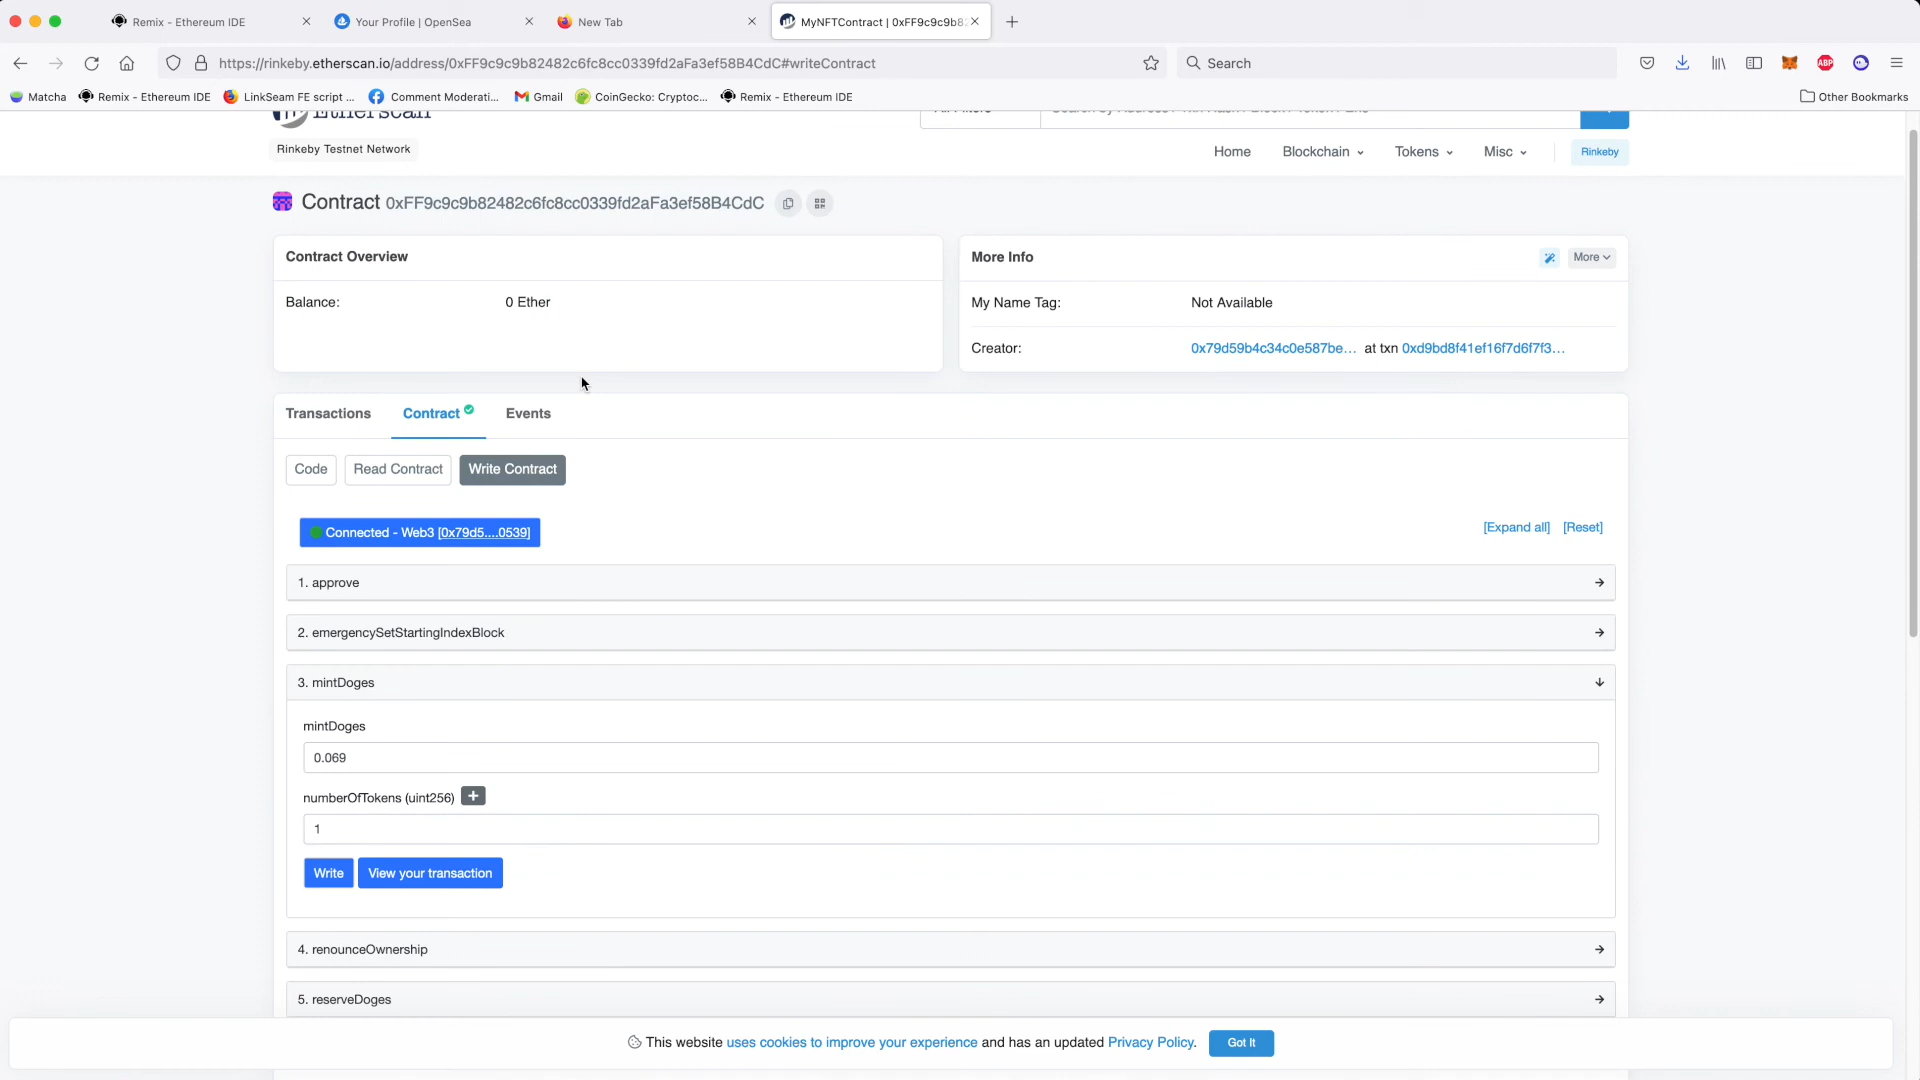 Remix - Ethereum IDE
Your Profile | OpenSea
New Tab
MyNFTContract | 0xFF9c9c9b8
https://rinkeby.etherscan.io/address/0xFF9c9c9b82482c6fc8cc0339fd2aFa3ef58B4CdC#writeContract
Search
ABP
Matcha
Remix - Ethereum IDE
LinkSeam FE script ...
Comment Moderati...
Gmail
CoinGecko: Cryptoc...
Remix - Ethereum IDE
Other Bookmarks
Etherscan
Rinkeby Testnet Network
Home
Blockchain
Tokens
Misc
Rinkeby
Contract 0xFF9c9c9b82482c6fc8cc0339fd2aFa3ef58B4CdC
Contract Overview
Balance:
0 Ether
More Info
More
My Name Tag:
Not Available
Creator:
0x79d59b4c34c0e587be... at txn 0xd9bd8f41ef16f7d6f7f3...
Transactions
Contract
Events
Code
Read Contract
Write Contract
Connected - Web3 [0x79d5....0539]
[Expand all]
[Reset]
1. approve
2. emergencySetStartingIndexBlock
3. mintDoges
mintDoges
0.069
numberOfTokens (uint256)
1
Write
View your transaction
4. renounceOwnership
5. reserveDoges
This website uses cookies to improve your experience and has an updated Privacy Policy.
Got It